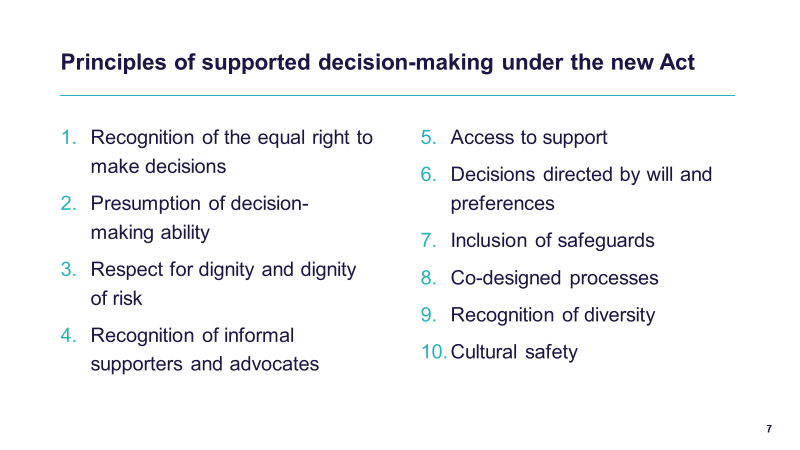 Principles of supported decision-making under the new Act
1. Recognition of the equal right to
make decisions
2. Presumption of decision-
making ability
3. Respect for dignity and dignity
of risk
4. Recognition of informal
supporters and advocates
5. Access to support
6. Decisions directed by will and
preferences
7. Inclusion of safeguards
8. Co-designed processes
9. Recognition of diversity
10. Cultural safety
7